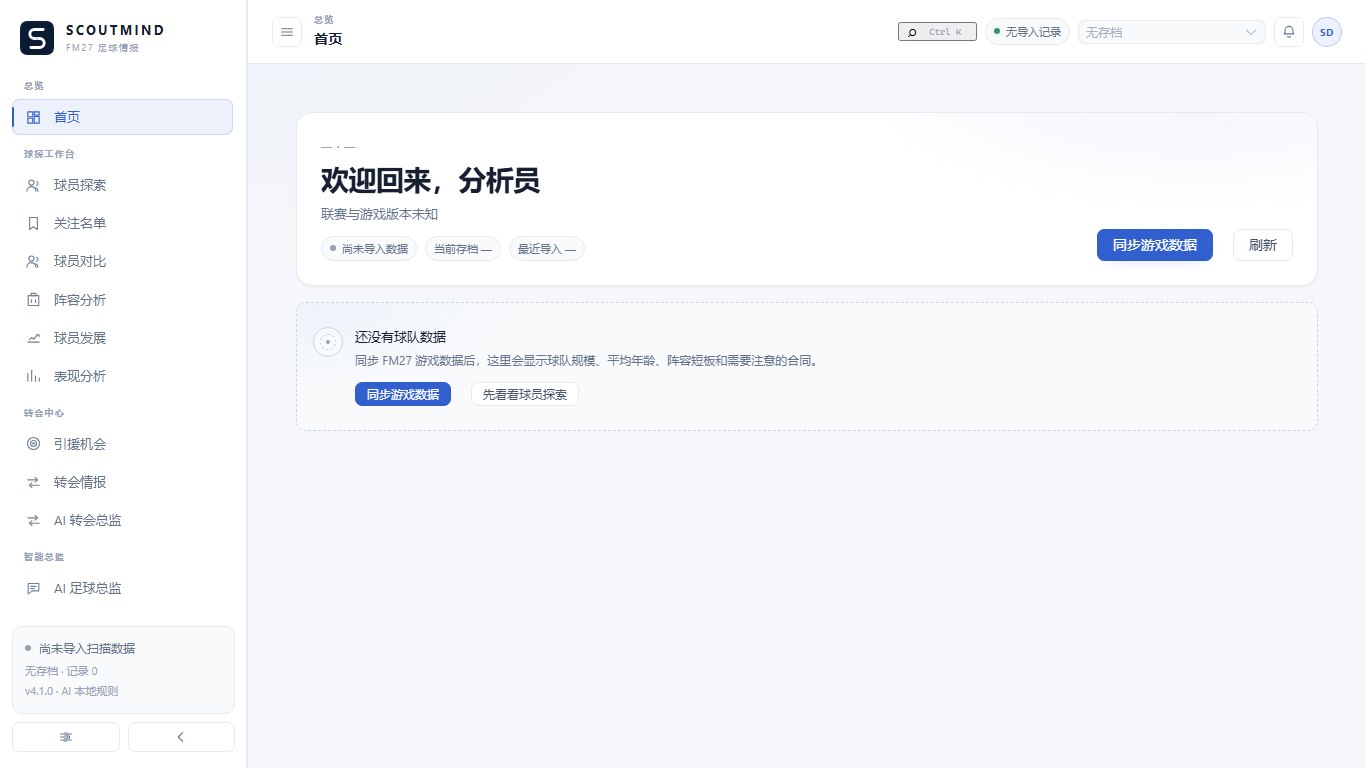 SCOUTMIND
FM27 足球情报
总览
首页
球探工作台
球员探索
关注名单
球员对比
阵容分析
球员发展
表现分析
转会中心
引援机会
转会情报
AI 转会总监
智能总监
AI 足球总监
尚未导入扫描数据
无存档 · 记录 0
v4.1.0 · AI 本地规则
总览
首页
Ctrl K
无导入记录
无存档
SD
— · —
欢迎回来，分析员
联赛与游戏版本未知
尚未导入数据
当前存档 —
最近导入 —
同步游戏数据
刷新
还没有球队数据
同步 FM27 游戏数据后，这里会显示球队规模、平均年龄、阵容短板和需要注意的合同。
同步游戏数据
先看看球员探索